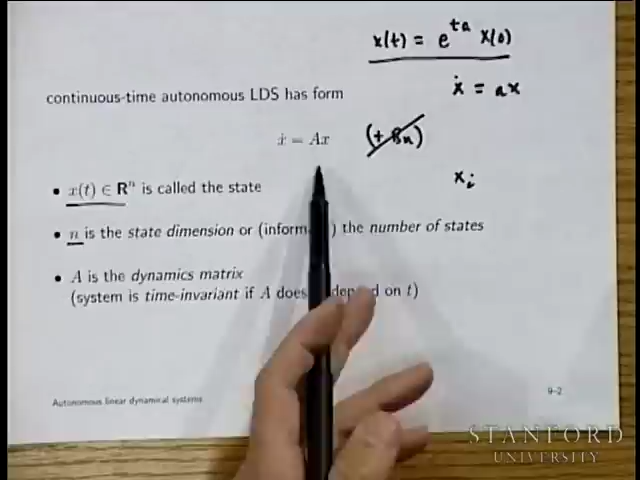 x(t) = e^{ta} x(0)
ẋ = ax
continuous-time autonomous LDS has form
ẋ = Ax (+ Bu)
x_i
• x(t) ∈ R^n is called the state
• n is the state dimension or (inform ) the number of states
• A is the dynamics matrix
(system is time-invariant if A does depend on t)
Autonomous linear dynamical systems
9-2
STANFORD
UNIVERSITY